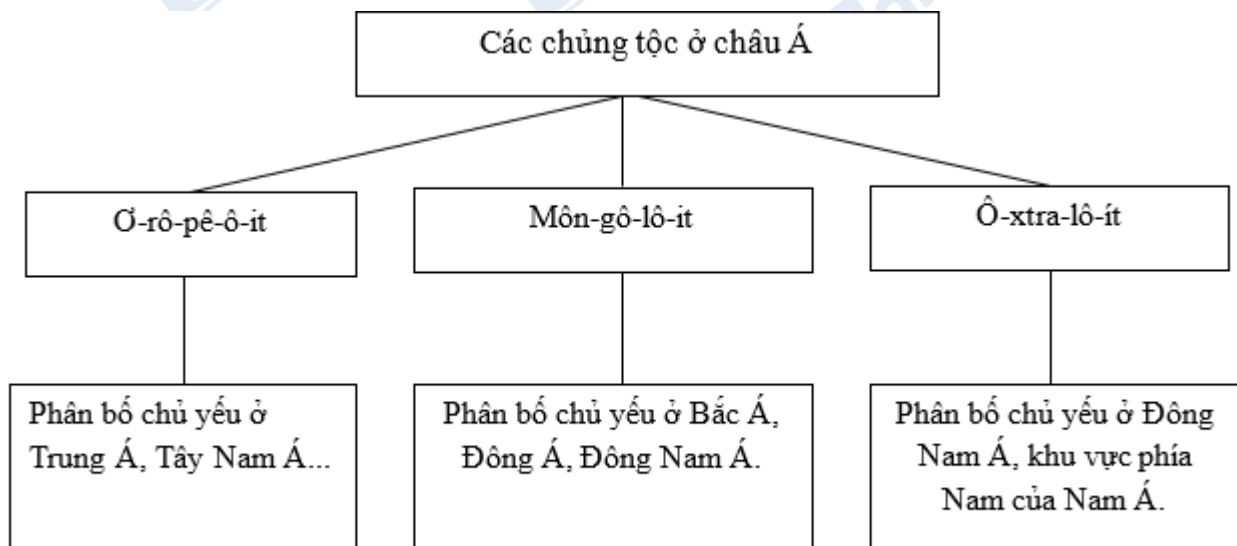 Các chủng tộc ở châu Á
Ơ-rô-pê-ô-it
Môn-gô-lô-it
Ô-xtra-lô-ít
Phân bố chủ yếu ở
Trung Á, Tây Nam Á...
Phân bố chủ yếu ở Bắc Á,
Đông Á, Đông Nam Á.
Phân bố chủ yếu ở Đông
Nam Á, khu vực phía
Nam của Nam Á.